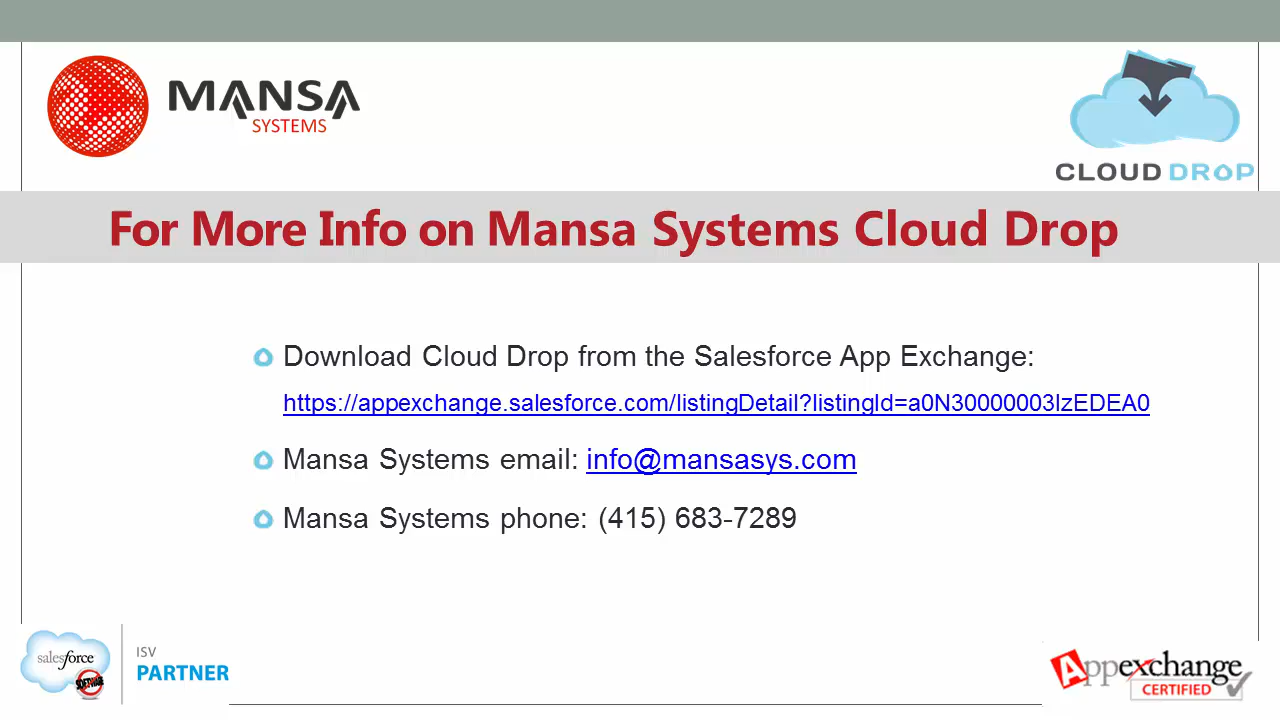 MANSA
SYSTEMS
CLOUD DROP
For More Info on Mansa Systems Cloud Drop
Download Cloud Drop from the Salesforce App Exchange:
https://appexchange.salesforce.com/listingDetail?listingId=a0N30000003IzEDEA0
Mansa Systems email: info@mansasys.com
Mansa Systems phone: (415) 683-7289
salesforce
SOFTWARE
ISV
PARTNER
Appexchange
CERTIFIED